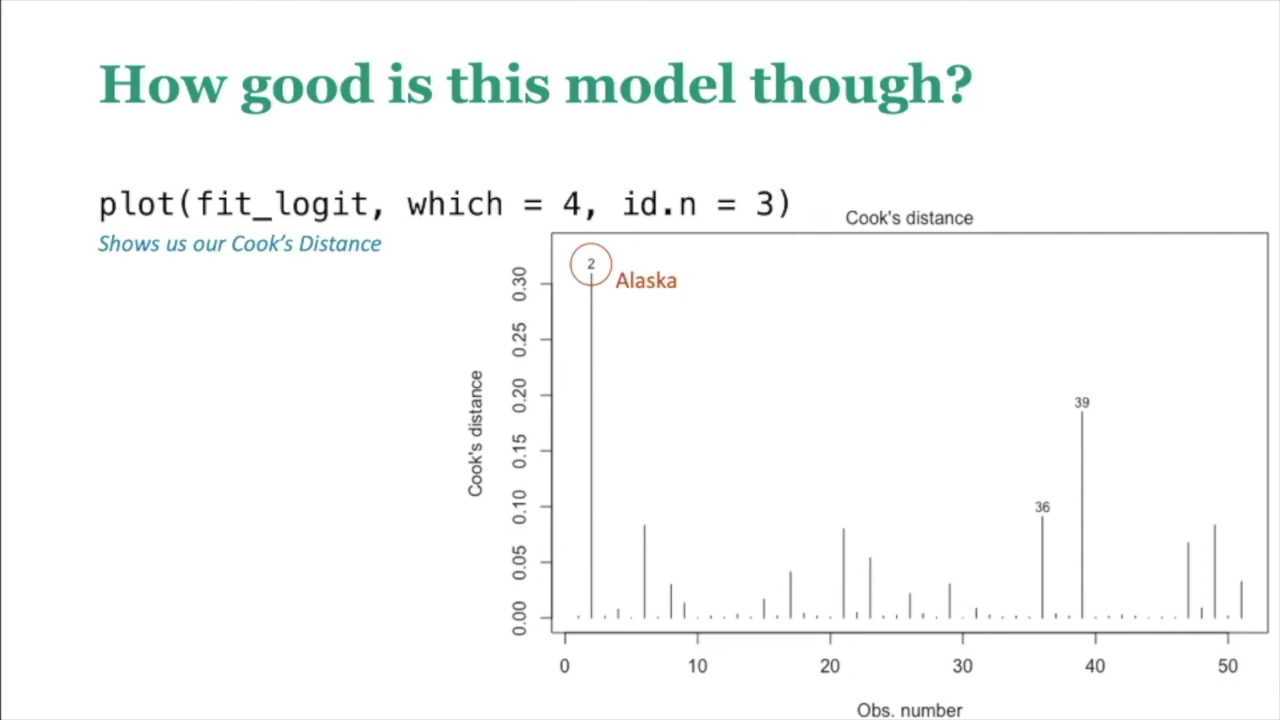 How good is this model though?
plot(fit_logit, which = 4, id.n = 3)
Shows us our Cook's Distance
Cook's distance
2
Alaska
39
36
Cook's distance
0.30
0.25
0.20
0.15
0.10
0.05
0.00
0 10 20 30 40 50
Obs. number